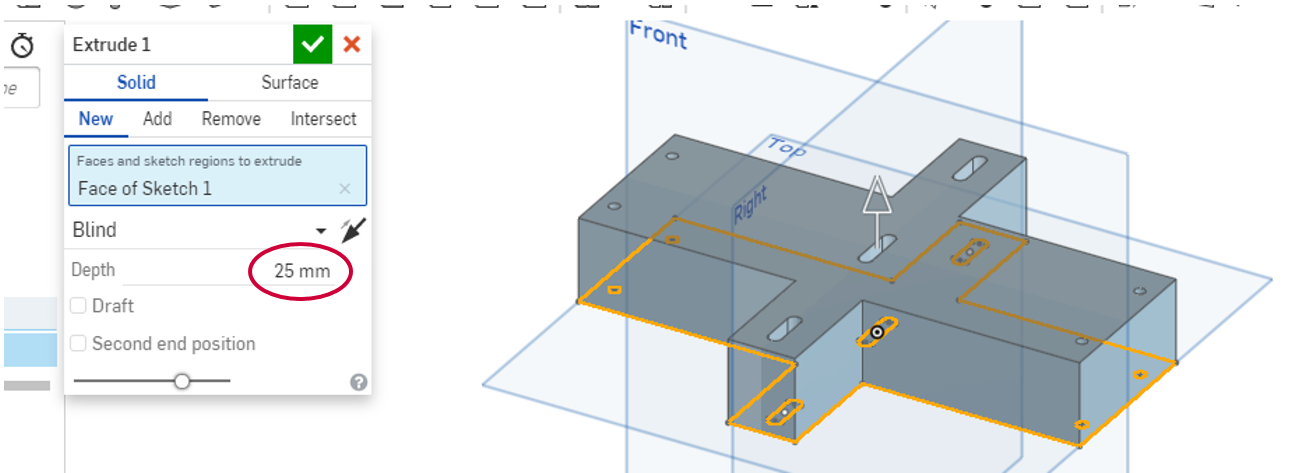 Extrude 1
Solid Surface
New Add Remove Intersect
Faces and sketch regions to extrude
Face of Sketch 1
Blind
Depth 25 mm
Draft
Second end position
Front
Top
Right